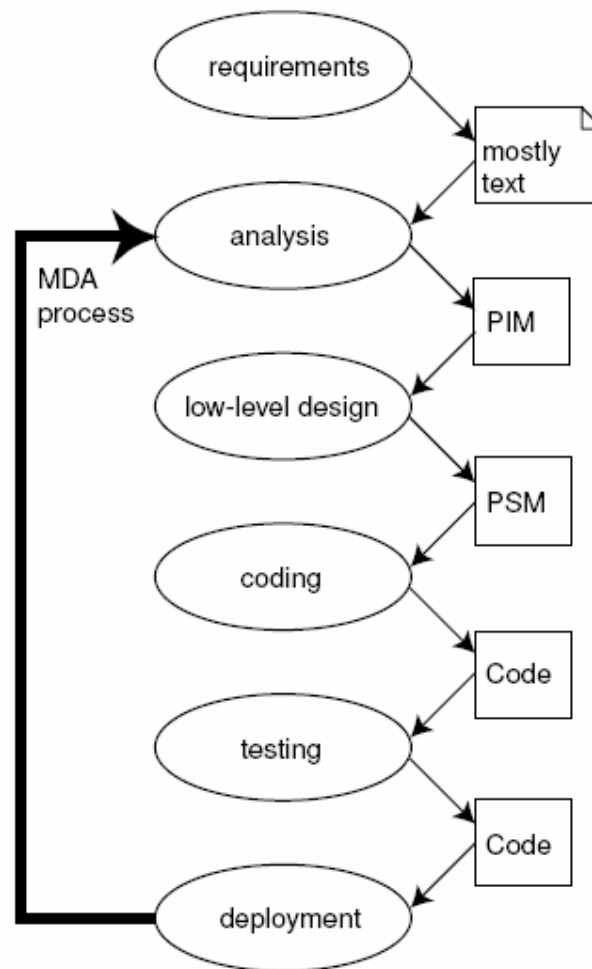 requirements
mostly
text
analysis
MDA
process
PIM
low-level design
PSM
coding
Code
testing
Code
deployment